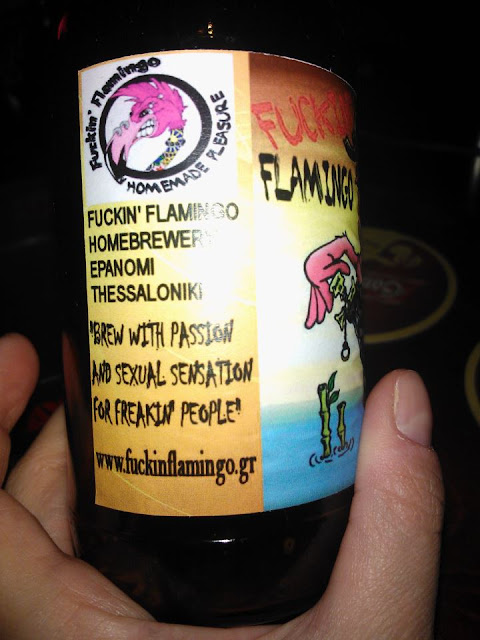 Fuckin' Flamingo
HOMEMADE PLEASURE
FUCKIN' FLAMINGO
HOMEBREWERY
EPANOMI
THESSALONIKI
"BREW WITH PASSION
AND SEXUAL SENSATION
FOR FREAKIN' PEOPLE"
www.fuckinflamingo.gr
FUCKIN
FLAMINGO